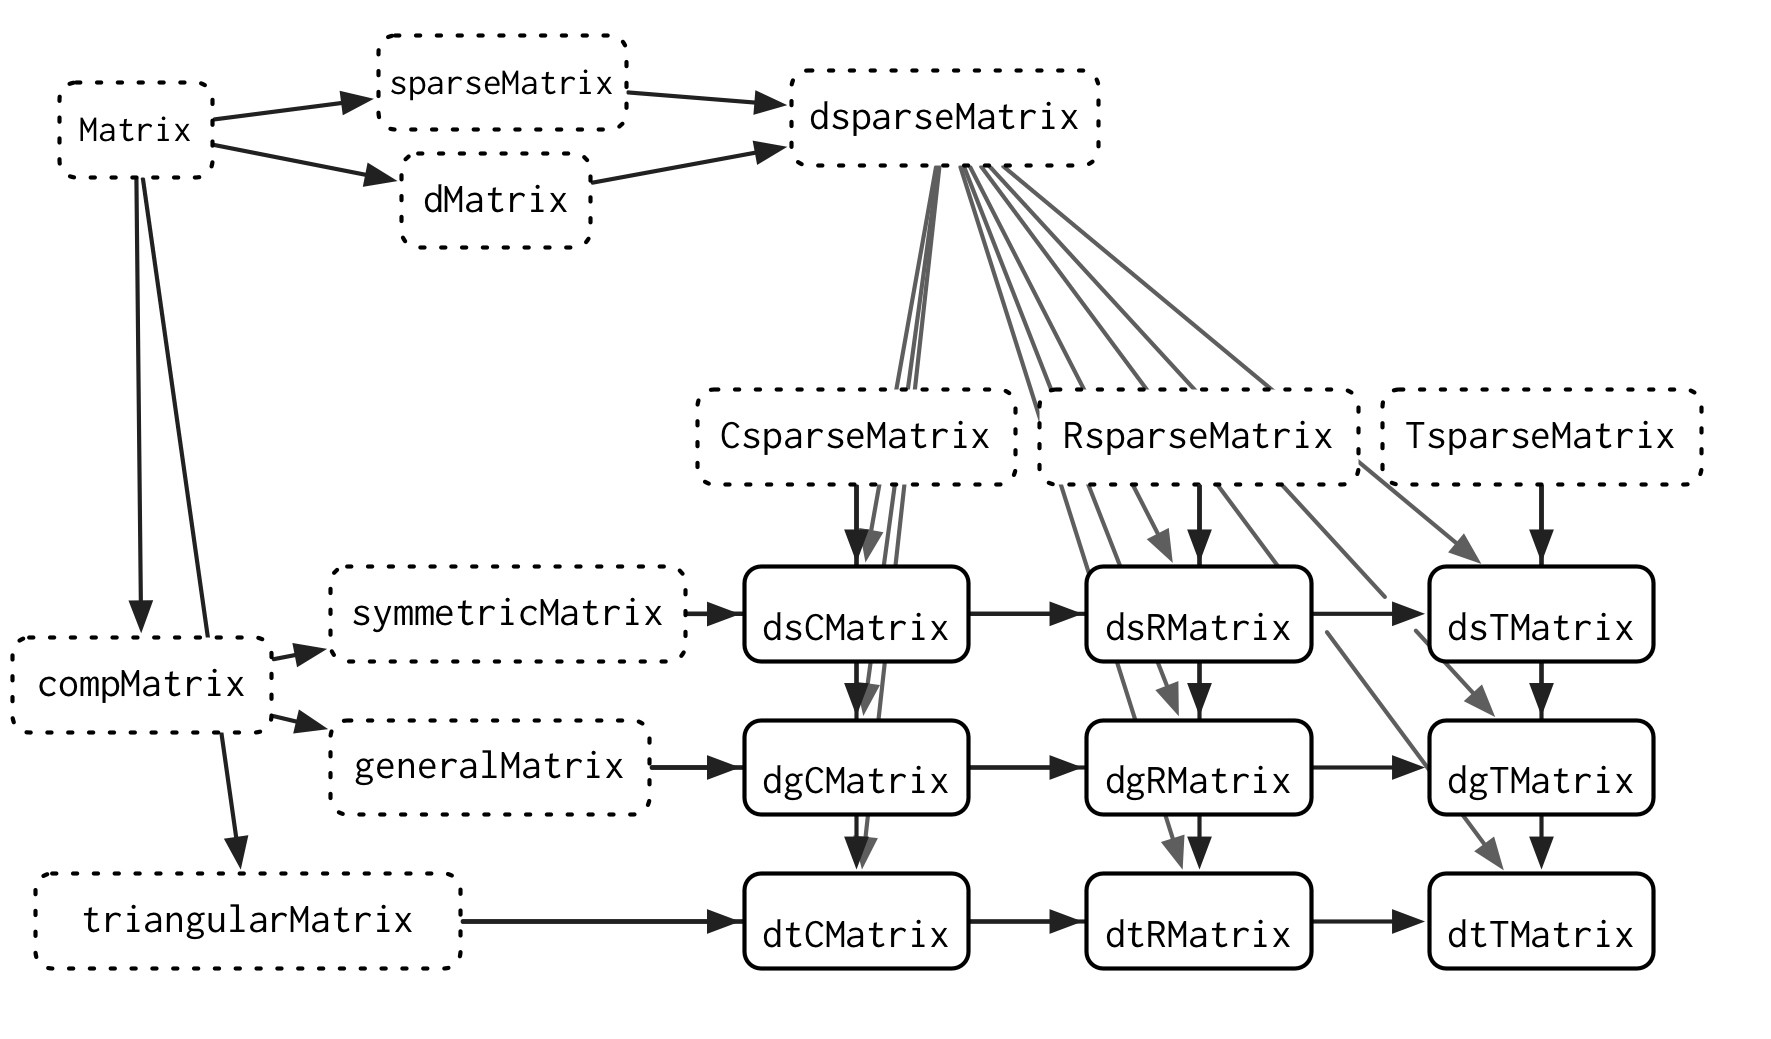 sparseMatrix
Matrix
dsparseMatrix
dMatrix
CsparseMatrix
RsparseMatrix
TsparseMatrix
symmetricMatrix
dsCMatrix
dsRMatrix
dsTMatrix
compMatrix
generalMatrix
dgCMatrix
dgRMatrix
dgTMatrix
triangularMatrix
dtCMatrix
dtRMatrix
dtTMatrix